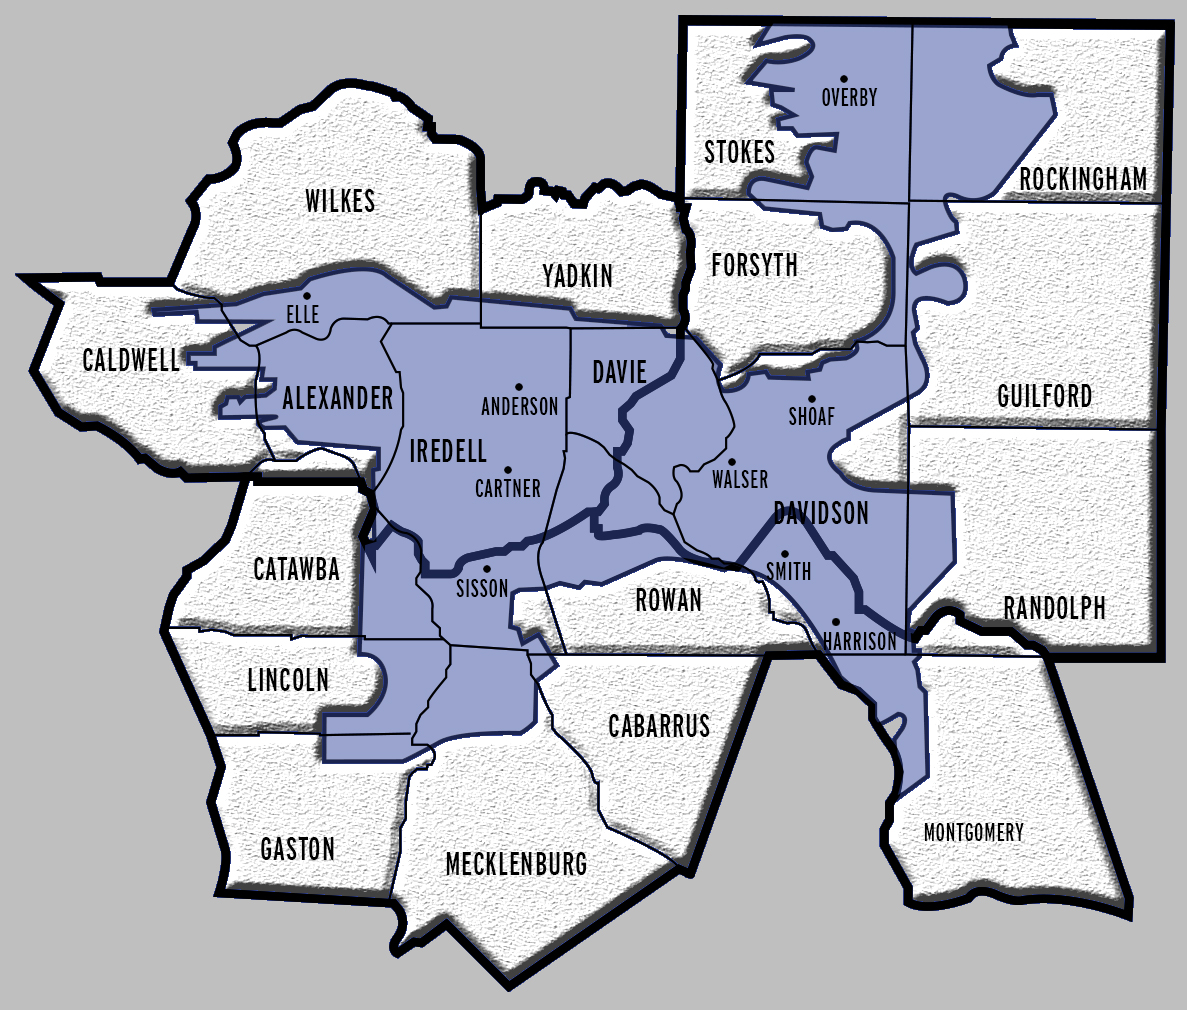 OVERBY
STOKES
ROCKINGHAM
WILKES
FORSYTH
YADKIN
ELLE
CALDWELL
DAVIE
ALEXANDER
GUILFORD
ANDERSON
SHOAF
IREDELL
WALSER
CARTNER
DAVIDSON
CATAWBA
SMITH
SISSON
ROWAN
RANDOLPH
HARRISON
LINCOLN
CABARRUS
MONTGOMERY
GASTON
MECKLENBURG